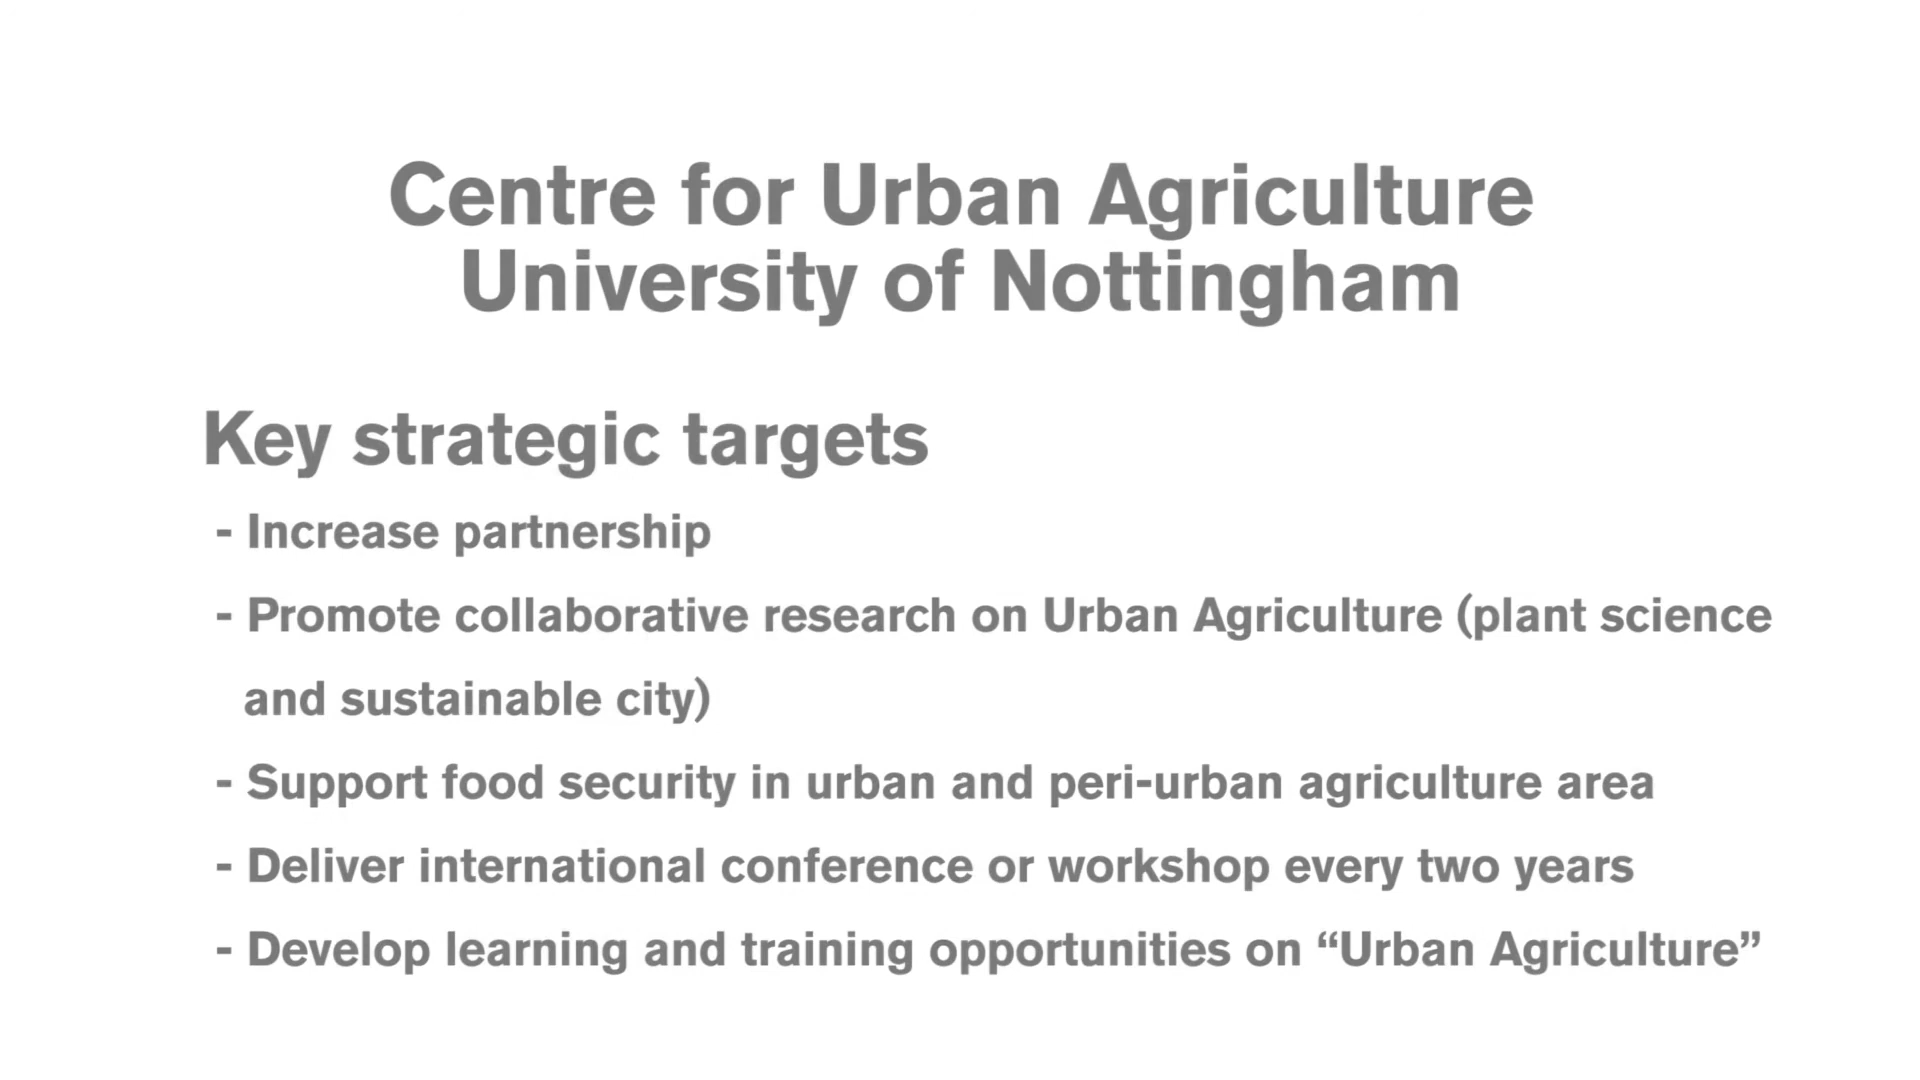 Centre for Urban Agriculture
University of Nottingham
Key strategic targets
- Increase partnership
- Promote collaborative research on Urban Agriculture (plant science
and sustainable city)
- Support food security in urban and peri-urban agriculture area
- Deliver international conference or workshop every two years
- Develop learning and training opportunities on “Urban Agriculture”